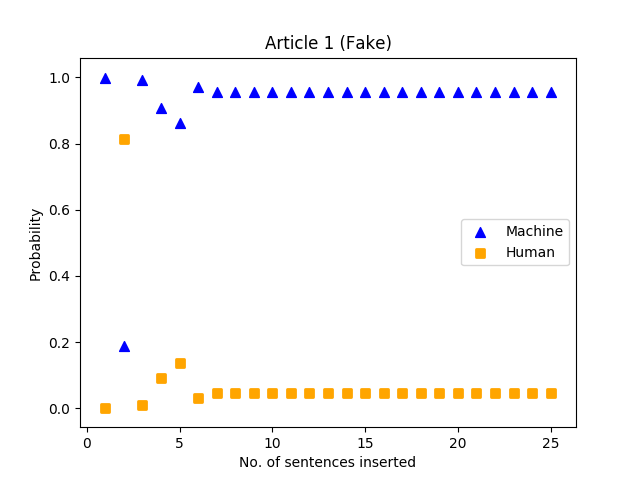 Article 1 (Fake)
1.0
0.8
0.6
0.4
0.2
0.0
Probability
Machine
Human
0 5 10 15 20 25
No. of sentences inserted